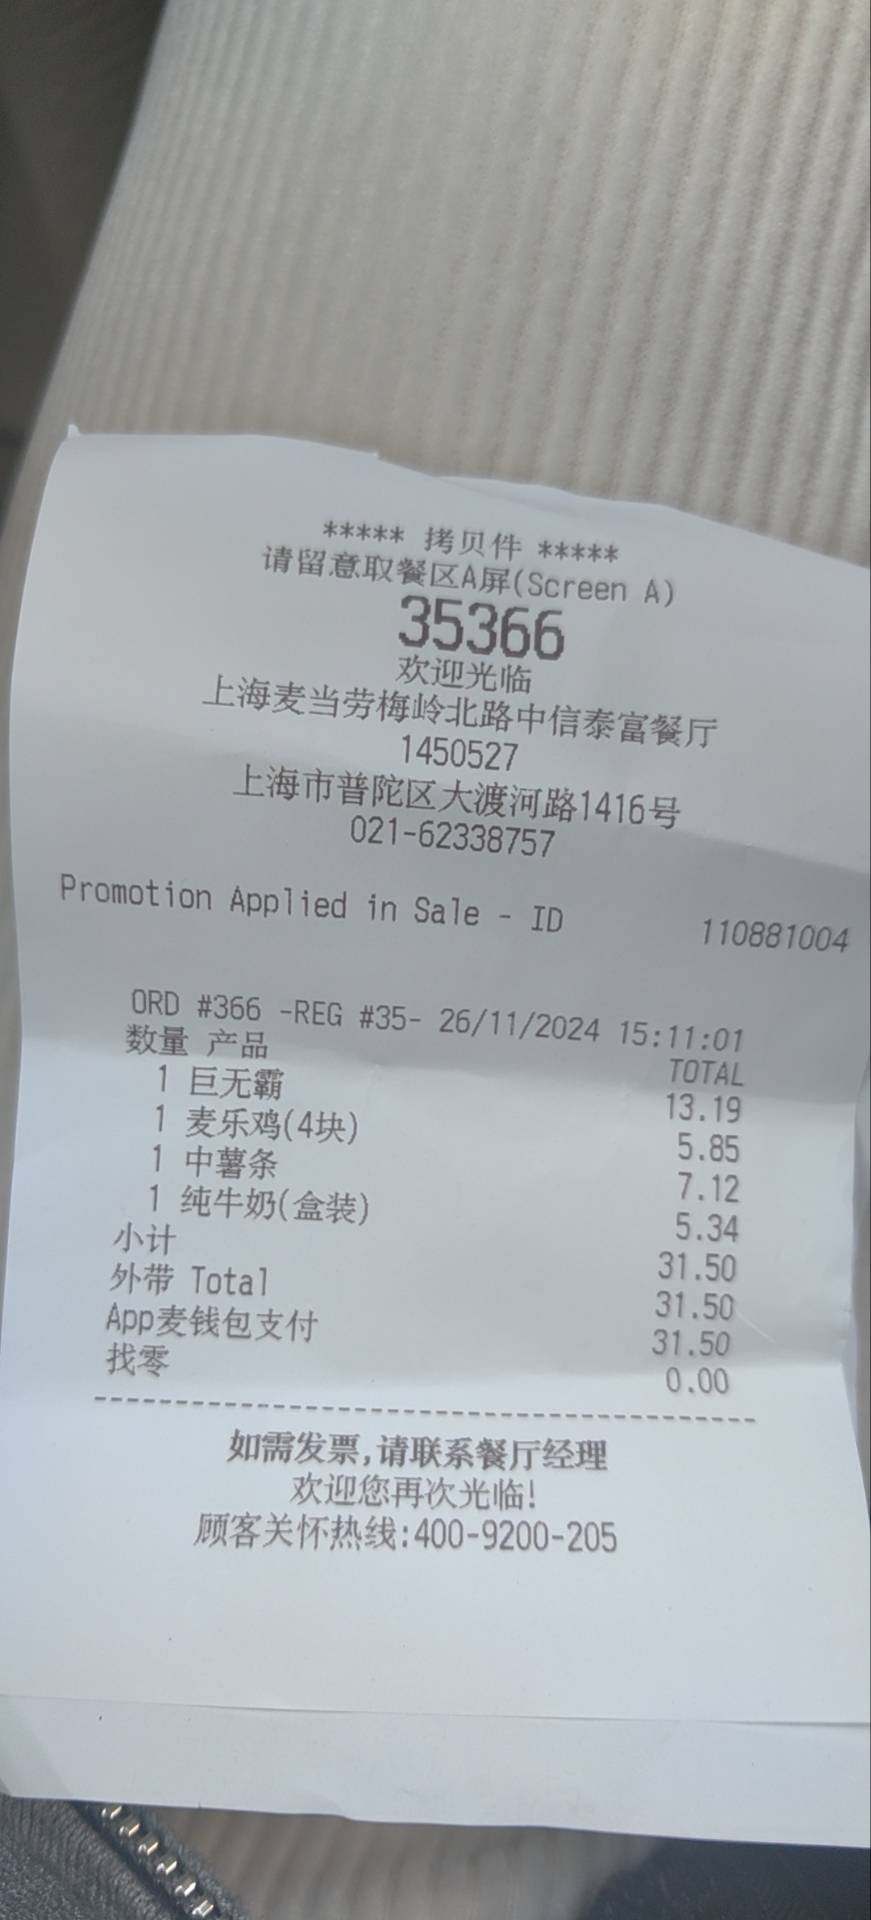 ***** 拷贝件 *****
请留意取餐区A屏(Screen A)
35366
欢迎光临
上海麦当劳梅岭北路中信泰富餐厅
1450527
上海市普陀区大渡河路1416号
021-62338757
Promotion Applied in Sale - ID 110881004
ORD #366 -REG #35- 26/11/2024 15:11:01
数量 产品 TOTAL
1 巨无霸 13.19
1 麦乐鸡(4块) 5.85
1 中薯条 7.12
1 纯牛奶(盒装) 5.34
小计 31.50
外带 Total 31.50
App麦钱包支付 31.50
找零 0.00
如需发票,请联系餐厅经理
欢迎您再次光临!
顾客关怀热线:400-9200-205